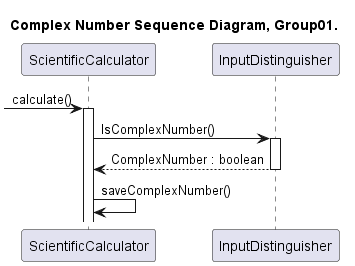 Complex Number Sequence Diagram, Group01.
ScientificCalculator
InputDistinguisher
calculate()
IsComplexNumber()
ComplexNumber : boolean
saveComplexNumber()
ScientificCalculator
InputDistinguisher